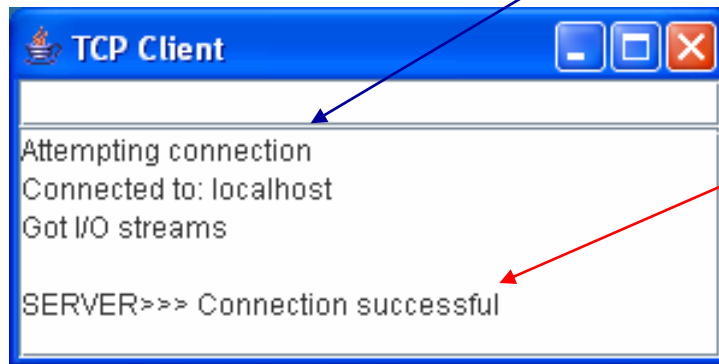 TCP Client
Attempting connection
Connected to: localhost
Got I/O streams
SERVER>>> Connection successful